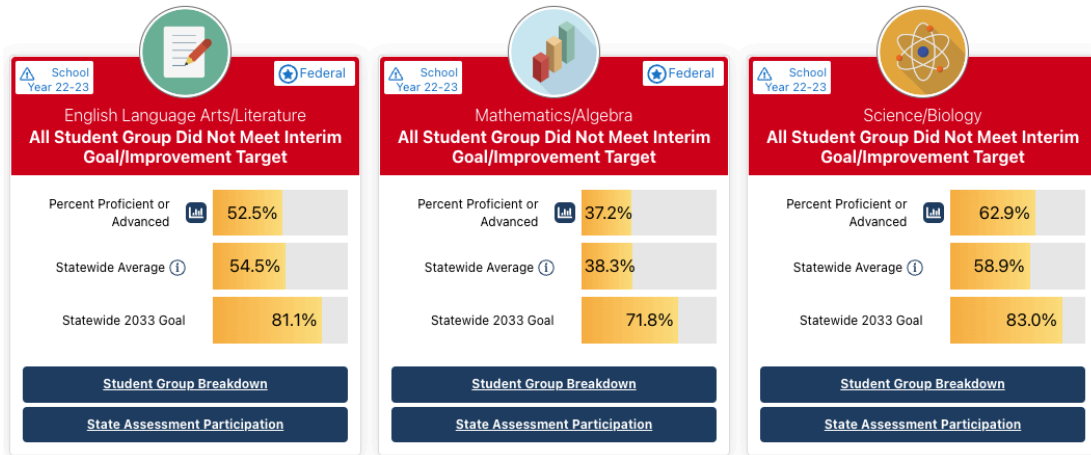 School
Year 22-23
Federal
English Language Arts/Literature
All Student Group Did Not Meet Interim
Goal/Improvement Target
Percent Proficient or
Advanced
52.5%
Statewide Average
54.5%
Statewide 2033 Goal
81.1%
Student Group Breakdown
State Assessment Participation
School
Year 22-23
Federal
Mathematics/Algebra
All Student Group Did Not Meet Interim
Goal/Improvement Target
Percent Proficient or
Advanced
37.2%
Statewide Average
38.3%
Statewide 2033 Goal
71.8%
Student Group Breakdown
State Assessment Participation
School
Year 22-23
Science/Biology
All Student Group Did Not Meet Interim
Goal/Improvement Target
Percent Proficient or
Advanced
62.9%
Statewide Average
58.9%
Statewide 2033 Goal
83.0%
Student Group Breakdown
State Assessment Participation